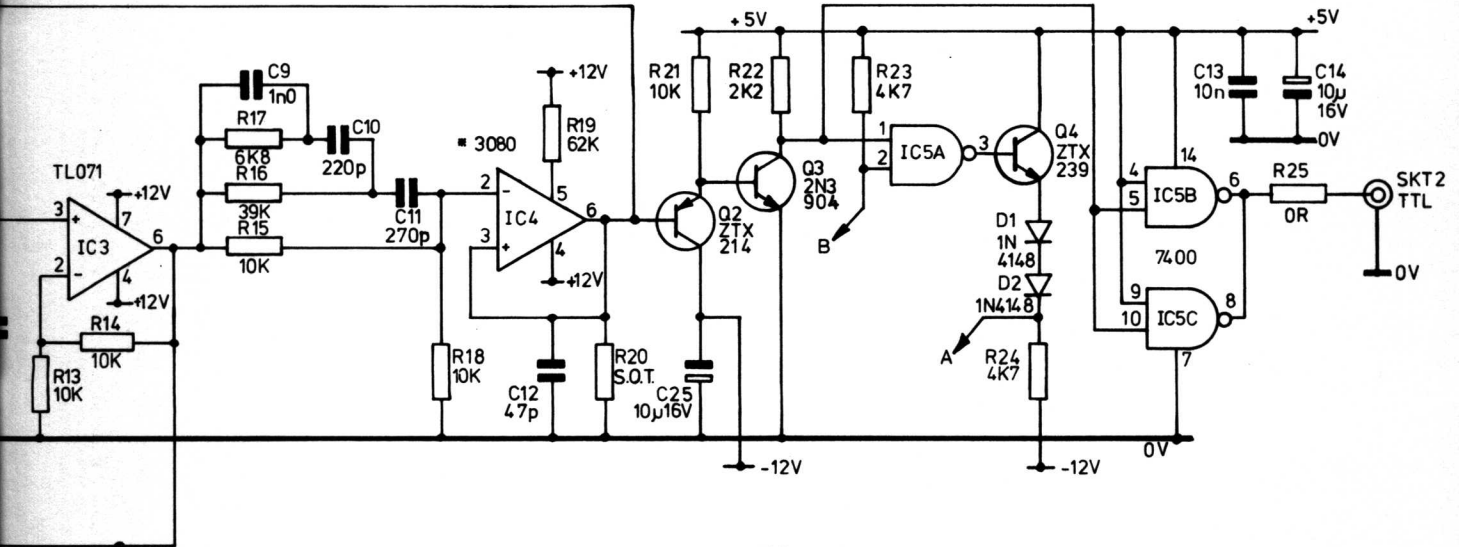 +5V
+5V
C9
1n0
R17
6K8
R16
39K
R15
10K
C10
220p
C11
270p
TL071
+12V
7
3
+
IC3
6
2
-
4
+12V
R14
10K
R13
10K
+12V
R19
62K
* 3080
2
-
5
IC4
6
3
+
4
+12V
R18
10K
C12
47p
R20
S.O.T.
C25
10µ16V
R21
10K
R22
2K2
R23
4K7
Q2
ZTX
214
Q3
2N3
904
1
2
IC5A
3
B
Q4
ZTX
239
D1
1N
4148
D2
1N4148
A
R24
4K7
-12V
-12V
0V
C13
10n
C14
10µ
16V
0V
14
4
5
IC5B
6
7400
9
10
IC5C
8
7
R25
0R
SKT2
TTL
0V